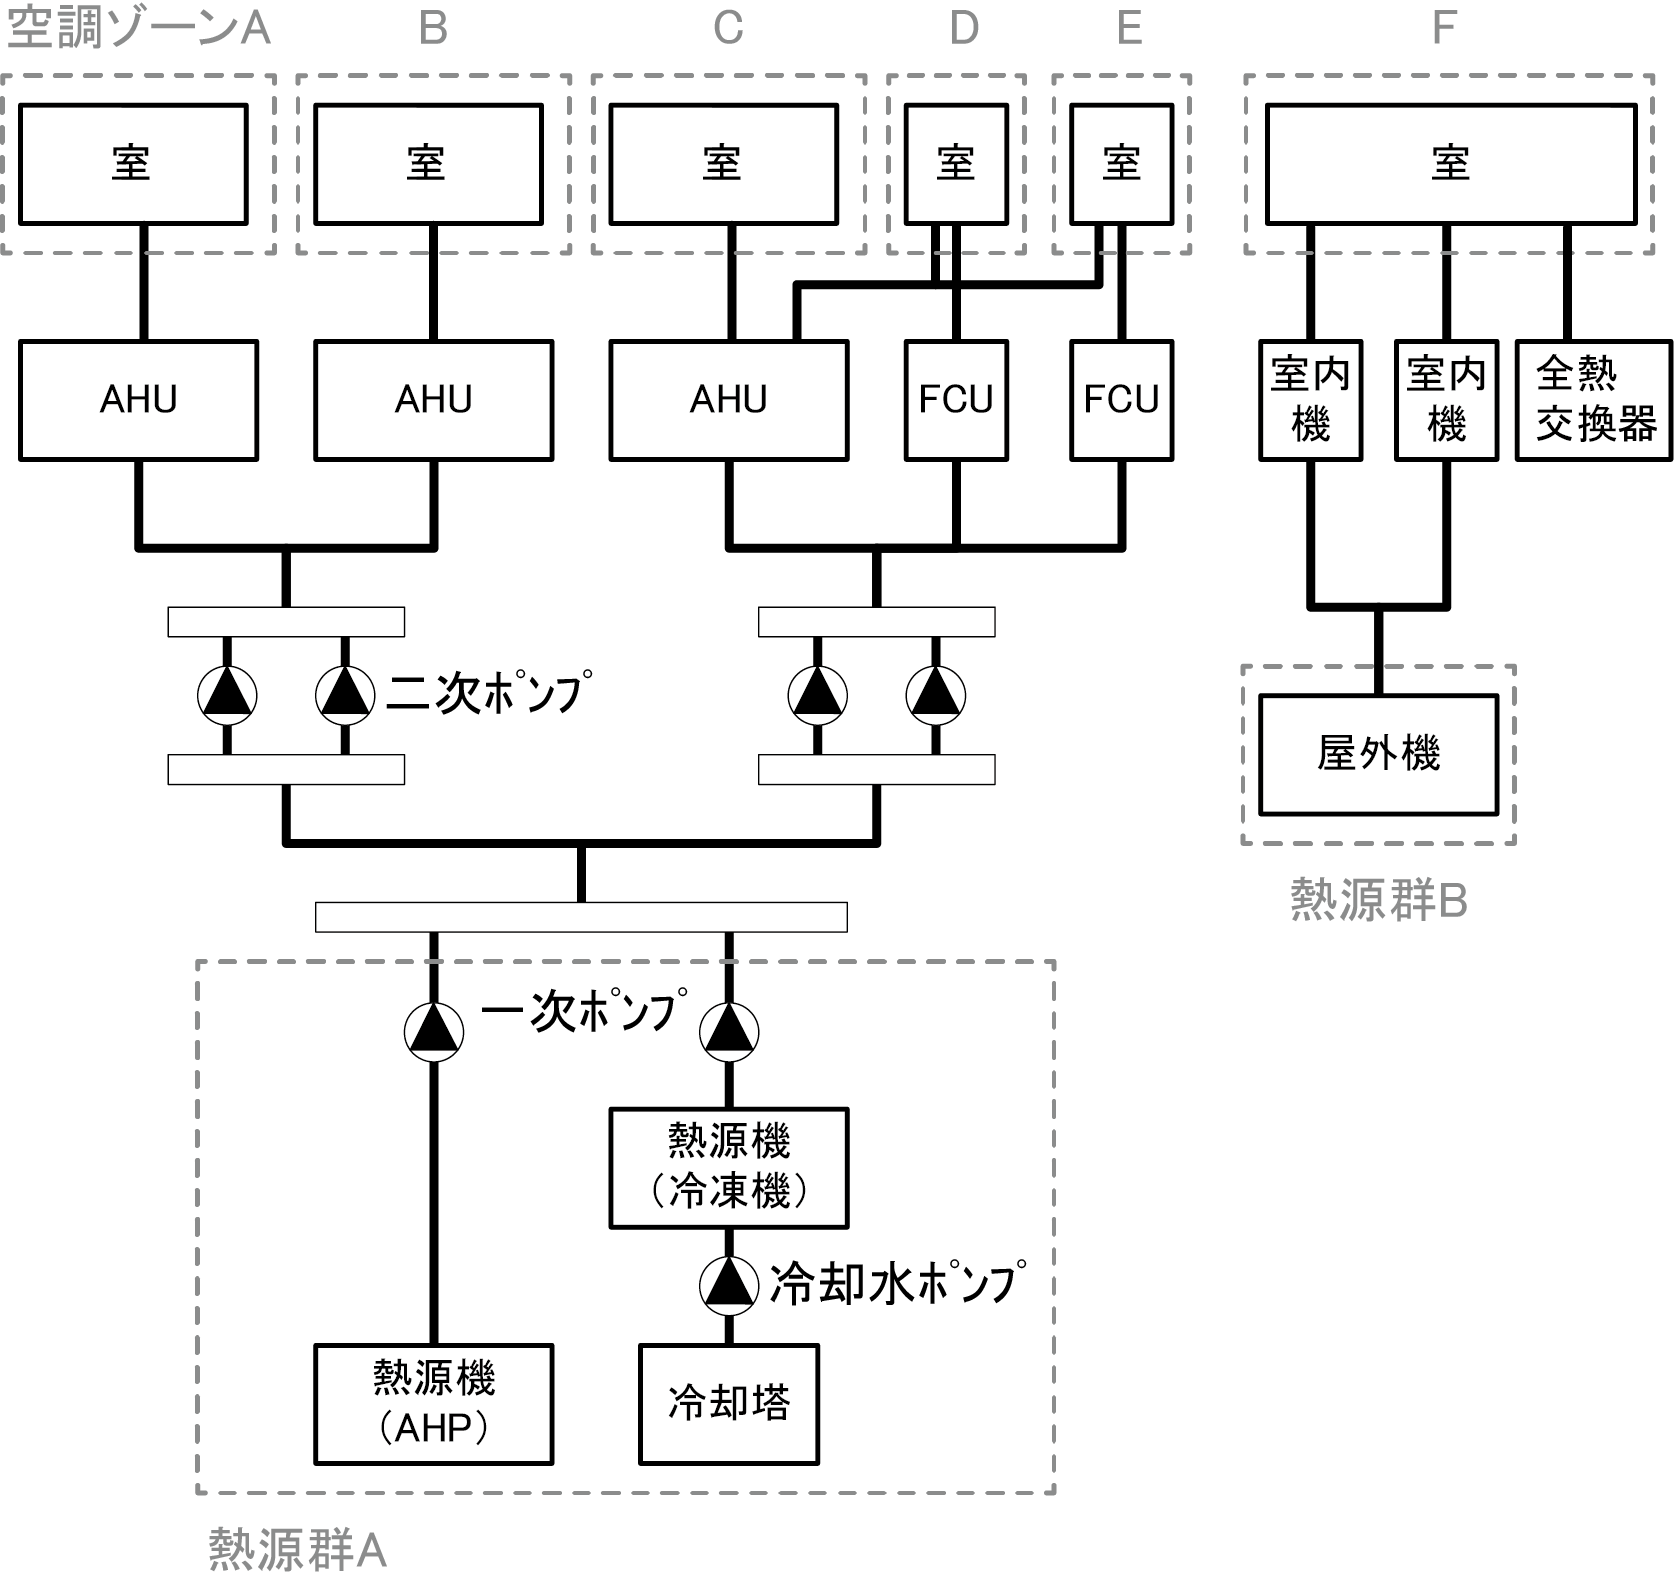 空調ゾーンA
B
C
D
E
F
室
室
室
室
室
室
AHU
AHU
AHU
FCU
FCU
室内
機
室内
機
全熱
交換器
二次ﾎﾟﾝﾌﾟ
屋外機
熱源群B
一次ﾎﾟﾝﾌﾟ
熱源機
(冷凍機)
冷却水ﾎﾟﾝﾌﾟ
熱源機
(AHP)
冷却塔
熱源群A